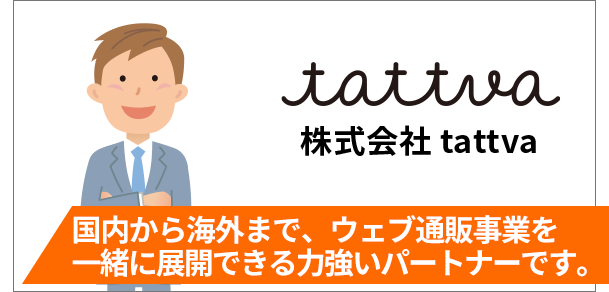 tattva
株式会社 tattva
国内から海外まで、ウェブ通販事業を
一緒に展開できる力強いパートナーです。